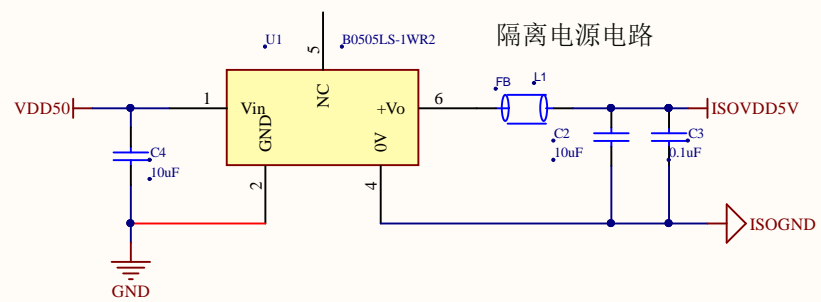 隔离电源电路
U1
B0505LS-1WR2
5
NC
VDD50
1
Vin
GND
2
0V
4
+Vo
6
FB
L1
ISOVDD5V
C4
10uF
C2
10uF
C3
0.1uF
ISOGND
GND